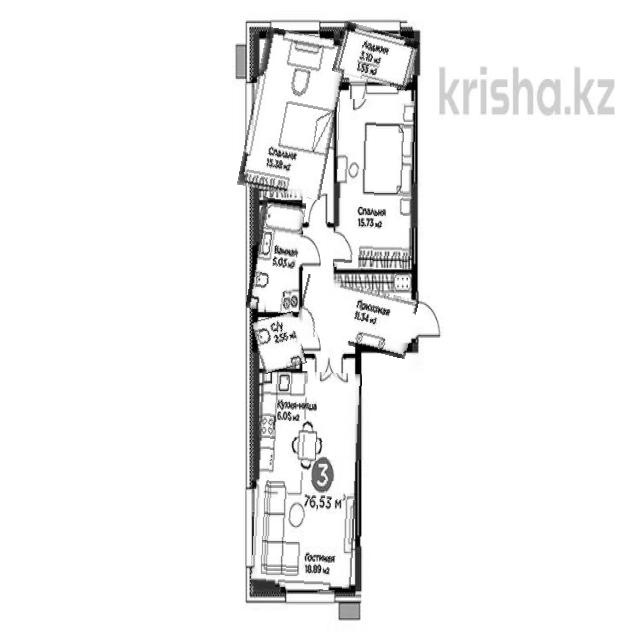 Лоджия
3.10 м2
1.55 м2
krisha.kz
Спальня
15.38 м2
Спальня
15.73 м2
Ванная
5.03 м2
Прихожая
11.34 м2
С/У
2.55 м2
Кухня-ниша
6.05 м2
3
76,53 м²
Гостиная
18.89 м2